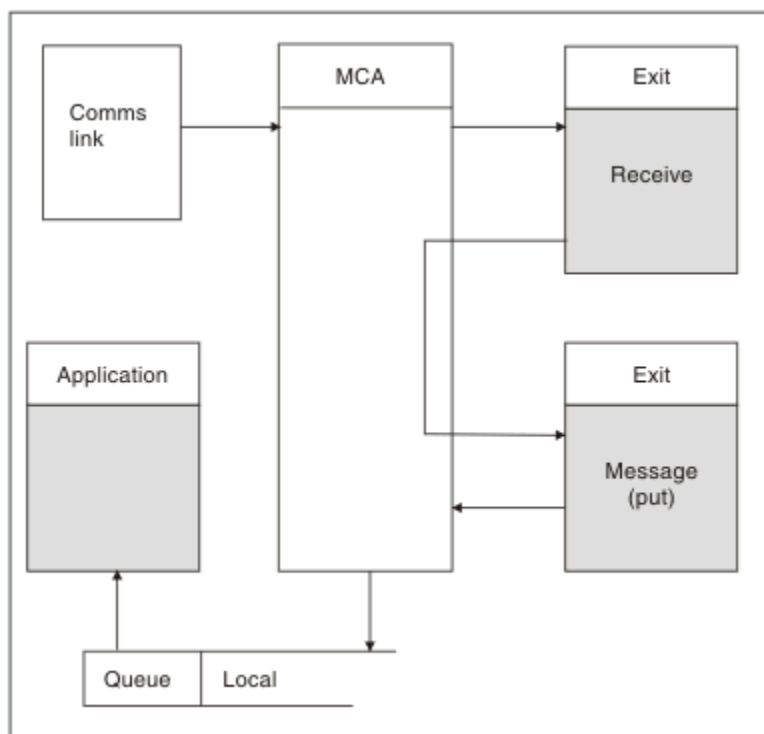 MCA
Exit
Comms
link
Receive
Application
Exit
Message
(put)
Queue
Local